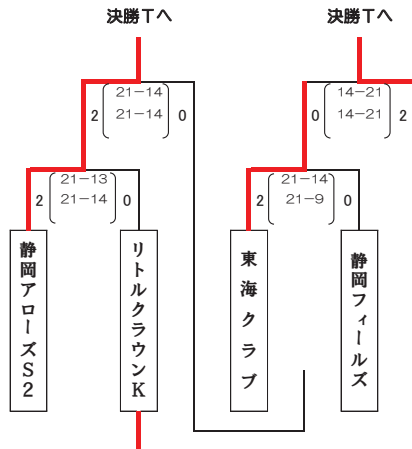 決勝Tへ
決勝Tへ
21-14
2 21-14 0
14-21
0 14-21 2
21-13
2 21-14 0
21-14
2 21-9 0
静岡アローズS2
リトルクラウンK
東海クラブ
静岡フィールズ